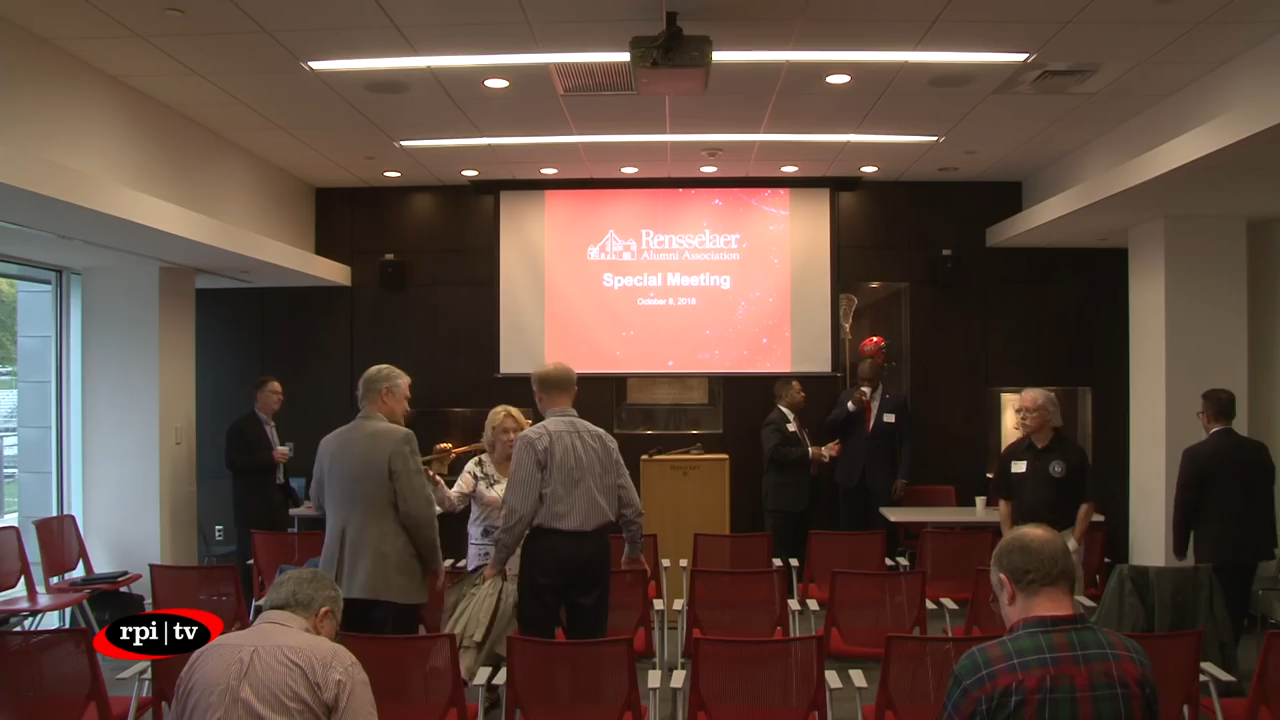 Rensselaer
Alumni Association
Special Meeting
October 8, 2018
rpi|tv